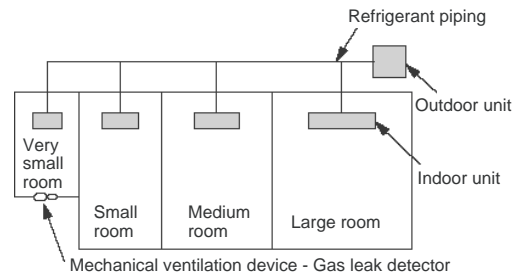 Refrigerant piping
Outdoor unit
Indoor unit
Very
small
room
Small
room
Medium
room
Large room
Mechanical ventilation device - Gas leak detector